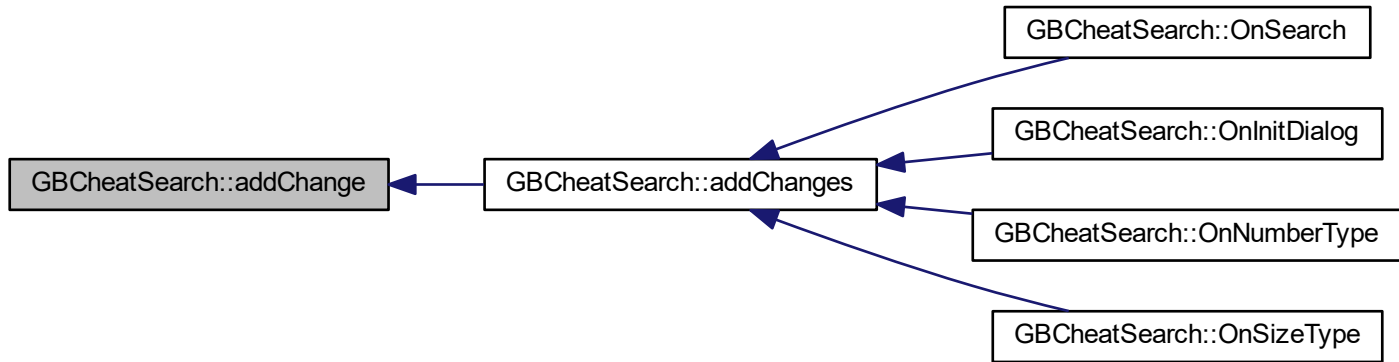 GBCheatSearch::OnSearch
GBCheatSearch::OnInitDialog
GBCheatSearch::addChange
GBCheatSearch::addChanges
GBCheatSearch::OnNumberType
GBCheatSearch::OnSizeType